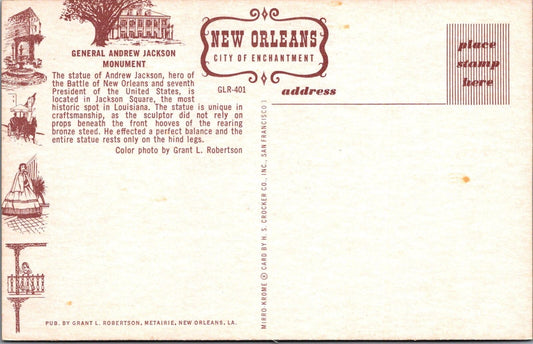 GENERAL ANDREW JACKSON
MONUMENT
The statue of Andrew Jackson, hero of
the Battle of New Orleans and seventh
President of the United States, is
located in Jackson Square, the most
historic spot in Louisiana. The statue is unique in
craftsmanship, as the sculptor did not rely on
props beneath the front hooves of the rearing
bronze steed. He effected a perfect balance and the
entire statue rests only on the hind legs.
Color photo by Grant L. Robertson
NEW ORLEANS
CITY OF ENCHANTMENT
GLR-401
address
place
stamp
here
MIRRO-KROME © CARD BY H. S. CROCKER CO., INC., SAN FRANCISCO 1
PUB. BY GRANT L. ROBERTSON, METAIRIE, NEW ORLEANS, LA.